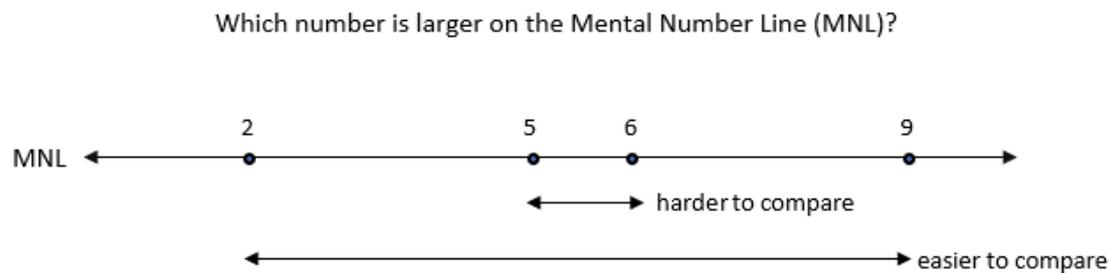 Which number is larger on the Mental Number Line (MNL)?
2 5 6 9
MNL
harder to compare
easier to compare